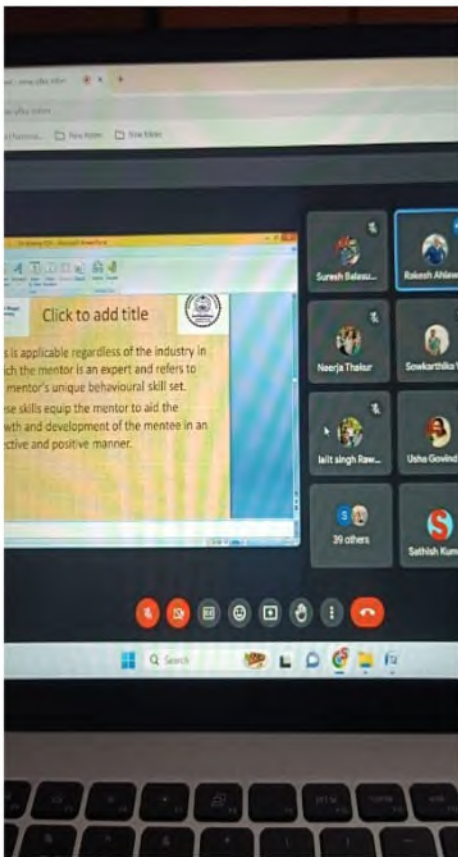 New folder
New folder
Microsoft PowerPoint
Click to add title
is applicable regardless of the industry in
ch the mentor is an expert and refers to
mentor's unique behavioural skill set.
se skills equip the mentor to aid the
wth and development of the mentee in an
ective and positive manner.
Suresh Balasu...
Rakesh Ahlaw
Neerja Thakur
Sowkarthika
lalit singh Raw...
Usha Govind
S
39 others
S
Sathish Kum
Search